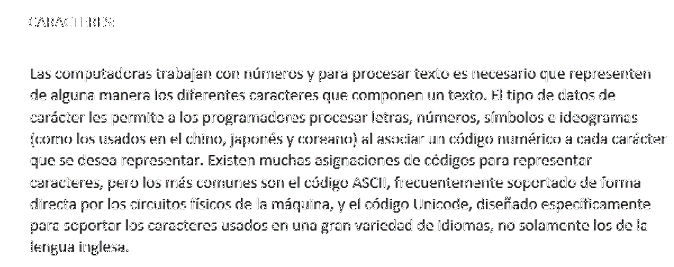 CARACTERES:
Las computadoras trabajan con números y para procesar texto es necesario que representen
de alguna manera los diferentes caracteres que componen un texto. El tipo de datos de
carácter les permite a los programadores procesar letras, números, símbolos e ideogramas
(como los usados en el chino, japonés y coreano) al asociar un código numérico a cada carácter
que se desea representar. Existen muchas asignaciones de códigos para representar
caracteres, pero los más comunes son el código ASCII, frecuentemente soportado de forma
directa por los circuitos físicos de la máquina, y el código Unicode, diseñado específicamente
para soportar los caracteres usados en una gran variedad de idiomas, no solamente los de la
lengua inglesa.